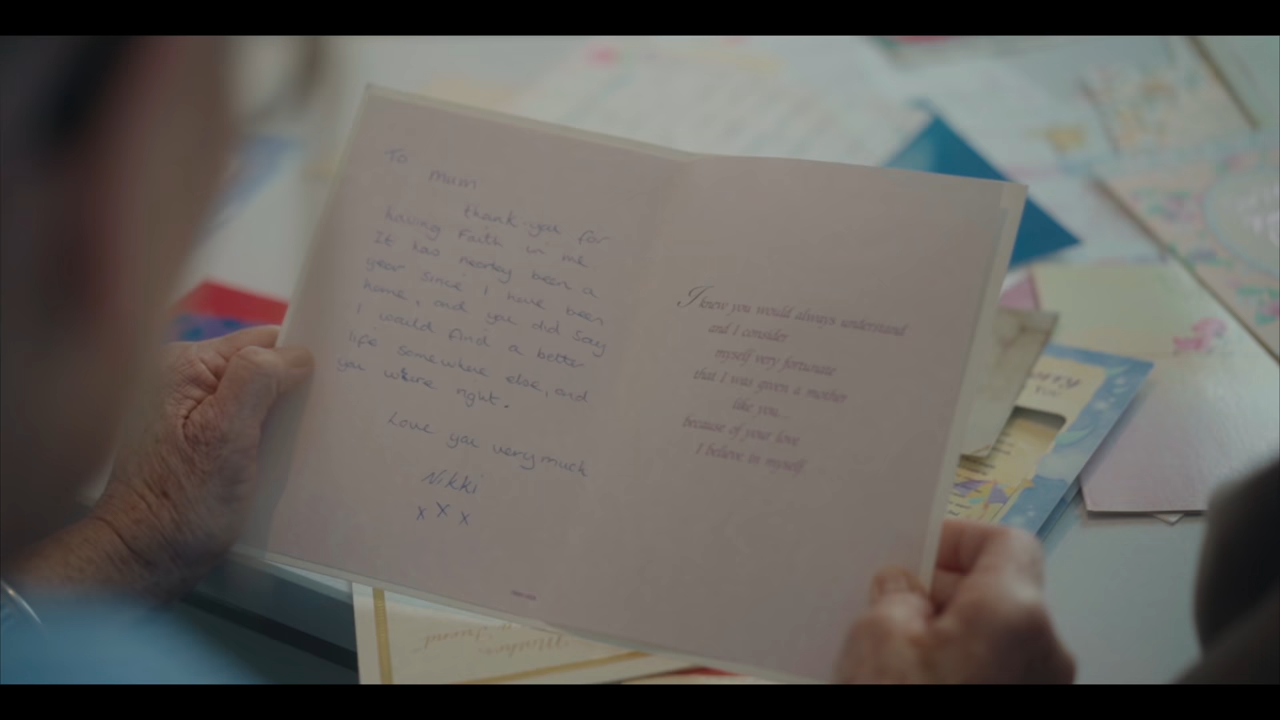 To
mum
thank-you for
having Faith in me
It has nearley been a
year since I have been
home, and you did say
I would find a better
life somewhere else, and
you where right.
Love you very much
Nikki
x x x
I knew you would always understand
and I consider
myself very fortunate
that I was given a mother
like you...
because of your love
I believe in myself